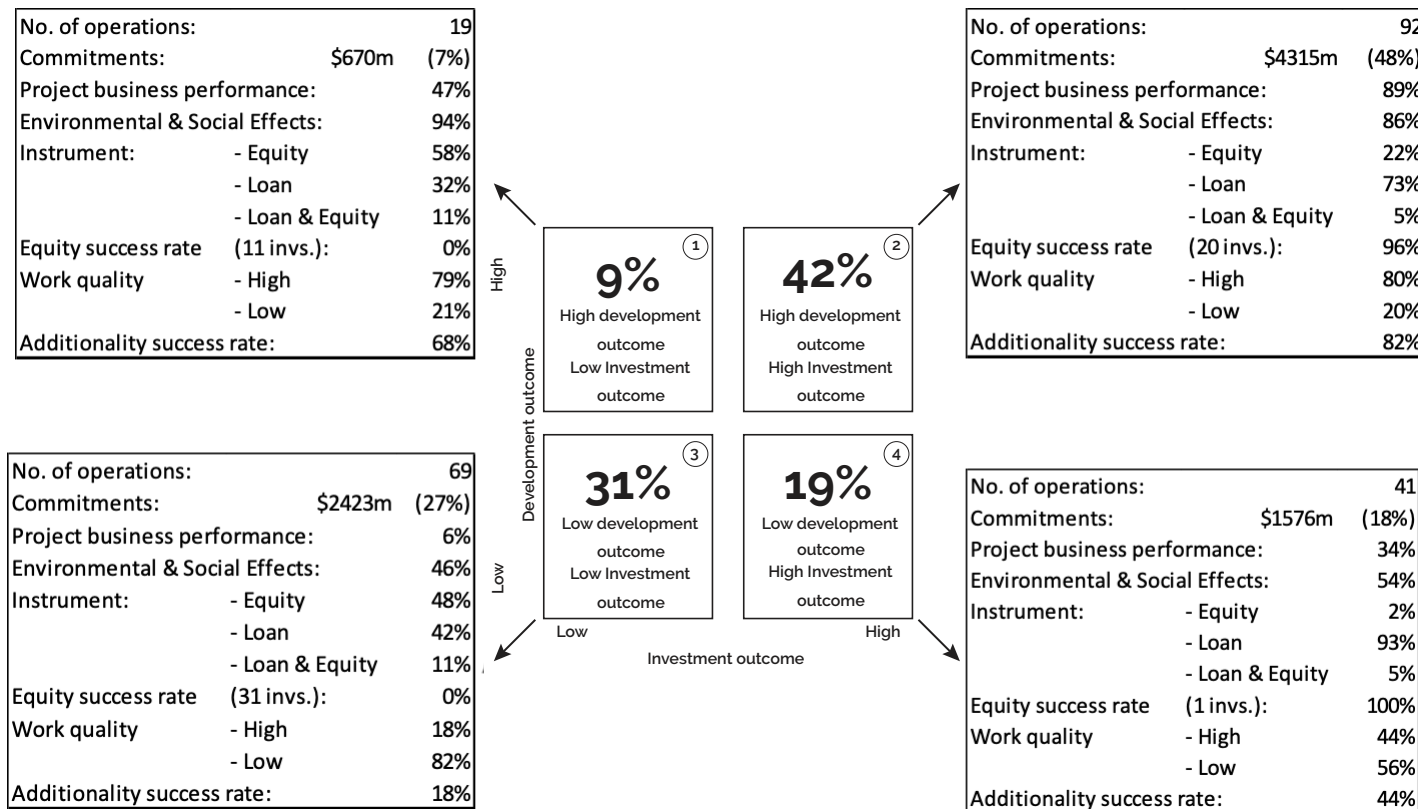 No. of operations: 19
Commitments: $670m (7%)
Project business performance: 47%
Environmental & Social Effects: 94%
Instrument: - Equity 58%
- Loan 32%
- Loan & Equity 11%
Equity success rate (11 invs.): 0%
Work quality - High 79%
- Low 21%
Additionality success rate: 68%
No. of operations: 92
Commitments: $4315m (48%)
Project business performance: 89%
Environmental & Social Effects: 86%
Instrument: - Equity 22%
- Loan 73%
- Loan & Equity 5%
Equity success rate (20 invs.): 96%
Work quality - High 80%
- Low 20%
Additionality success rate: 82%
Development outcome
High
Low
1
9%
High development
outcome
Low Investment
outcome
2
42%
High development
outcome
High Investment
outcome
3
31%
Low development
outcome
Low Investment
outcome
4
19%
Low development
outcome
High Investment
outcome
Low High
Investment outcome
No. of operations: 69
Commitments: $2423m (27%)
Project business performance: 6%
Environmental & Social Effects: 46%
Instrument: - Equity 48%
- Loan 42%
- Loan & Equity 11%
Equity success rate (31 invs.): 0%
Work quality - High 18%
- Low 82%
Additionality success rate: 18%
No. of operations: 41
Commitments: $1576m (18%)
Project business performance: 34%
Environmental & Social Effects: 54%
Instrument: - Equity 2%
- Loan 93%
- Loan & Equity 5%
Equity success rate (1 invs.): 100%
Work quality - High 44%
- Low 56%
Additionality success rate: 44%